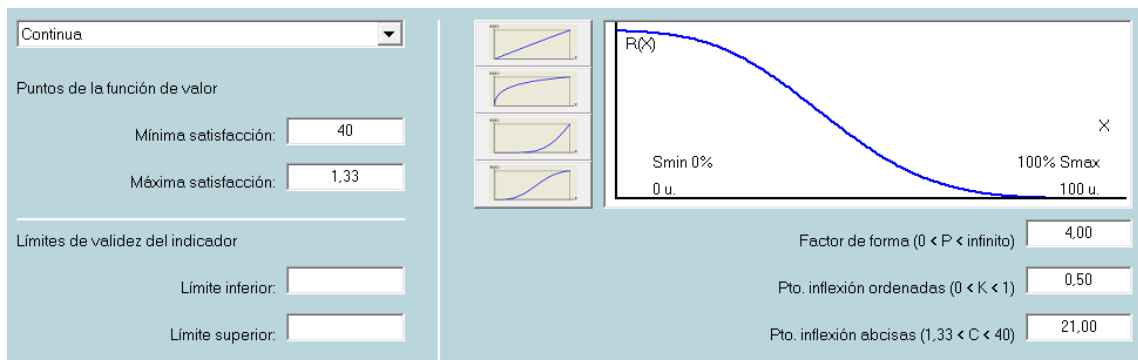 Continua
Puntos de la función de valor
Mínima satisfacción: 40
Máxima satisfacción: 1,33
Límites de validez del indicador
Límite inferior:
Límite superior:
R(X)
X
Smin 0% 100% Smax
0 u. 100 u.
Factor de forma (0 < P < infinito) 4,00
Pto. inflexión ordenadas (0 < K < 1) 0,50
Pto. inflexión abcisas (1,33 < C < 40) 21,00